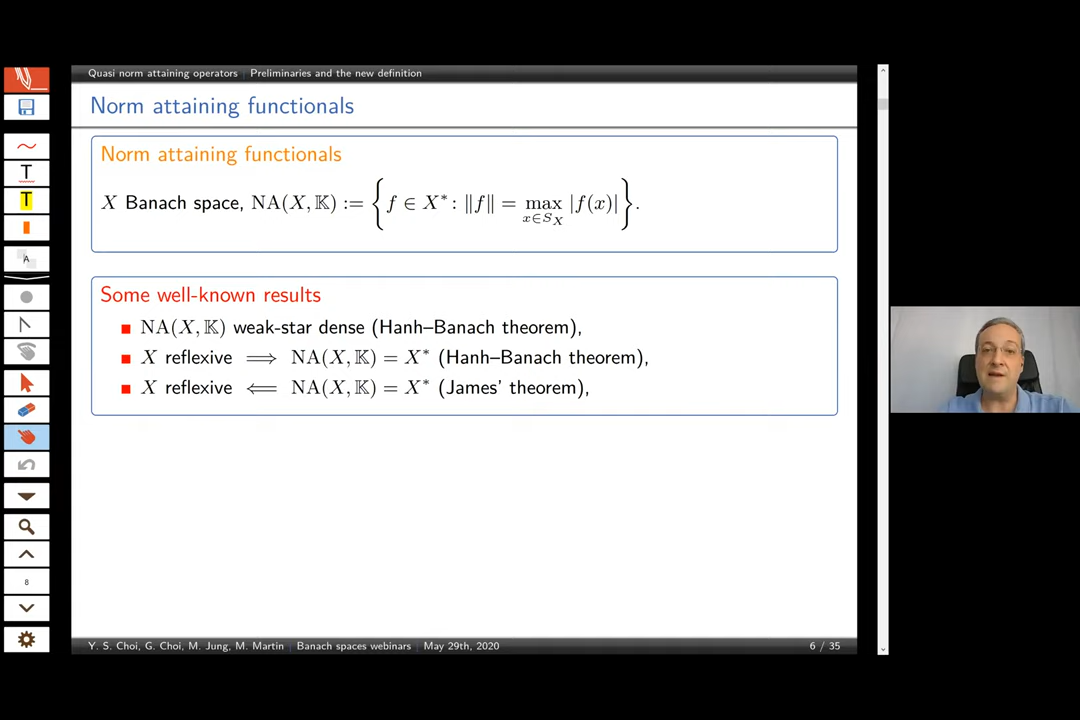 Quasi norm attaining operators | Preliminaries and the new definition
Norm attaining functionals
Norm attaining functionals
X Banach space, NA(X, 𝕂) := { f ∈ X* : ‖f‖ = max_{x∈S_X} |f(x)| }.
Some well-known results
■ NA(X, 𝕂) weak-star dense (Hanh–Banach theorem),
■ X reflexive ⟹ NA(X, 𝕂) = X* (Hanh–Banach theorem),
■ X reflexive ⟸ NA(X, 𝕂) = X* (James' theorem),
T
T
A
8
Y. S. Choi, G. Choi, M. Jung, M. Martin | Banach spaces webinars | May 29th, 2020 6 / 35